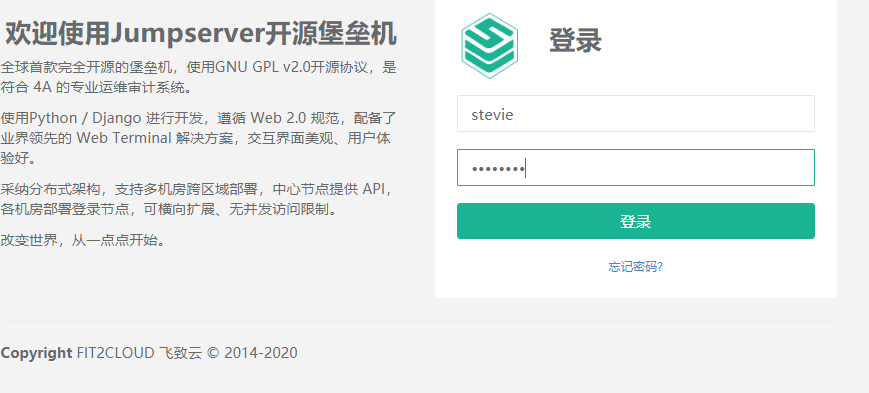 欢迎使用Jumpserver开源堡垒机
全球首款完全开源的堡垒机，使用GNU GPL v2.0开源协议，是
符合 4A 的专业运维审计系统。
使用Python / Django 进行开发，遵循 Web 2.0 规范，配备了
业界领先的 Web Terminal 解决方案，交互界面美观、用户体
验好。
采纳分布式架构，支持多机房跨区域部署，中心节点提供 API，
各机房部署登录节点，可横向扩展、无并发访问限制。
改变世界，从一点点开始。
登录
stevie
••••••••
登录
忘记密码?
Copyright FIT2CLOUD 飞致云 © 2014-2020